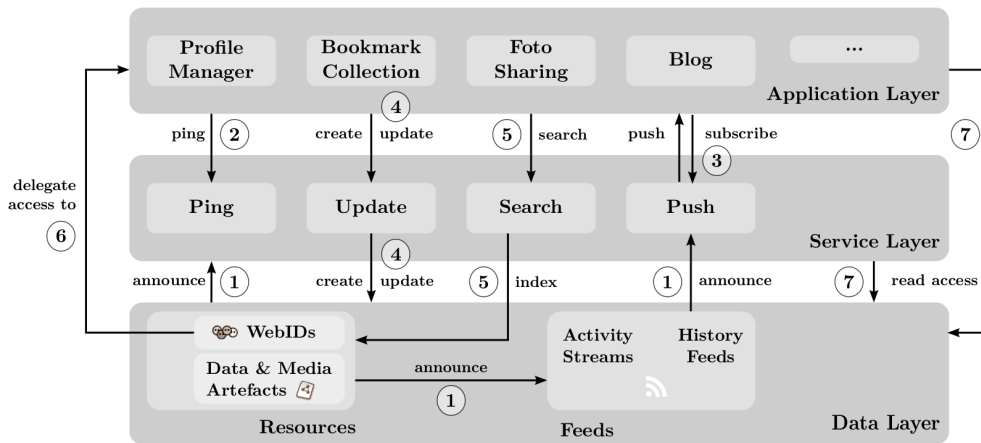 Profile
Manager
Bookmark
Collection
Foto
Sharing
Blog
...
Application Layer
4
ping
2
create
update
5
search
push
subscribe
3
7
delegate
access to
6
Ping
Update
Search
Push
Service Layer
announce
1
create
4
update
5
index
1
announce
7
read access
WebIDs
Data & Media
Artefacts
Resources
announce
1
Activity
Streams
History
Feeds
Feeds
Data Layer